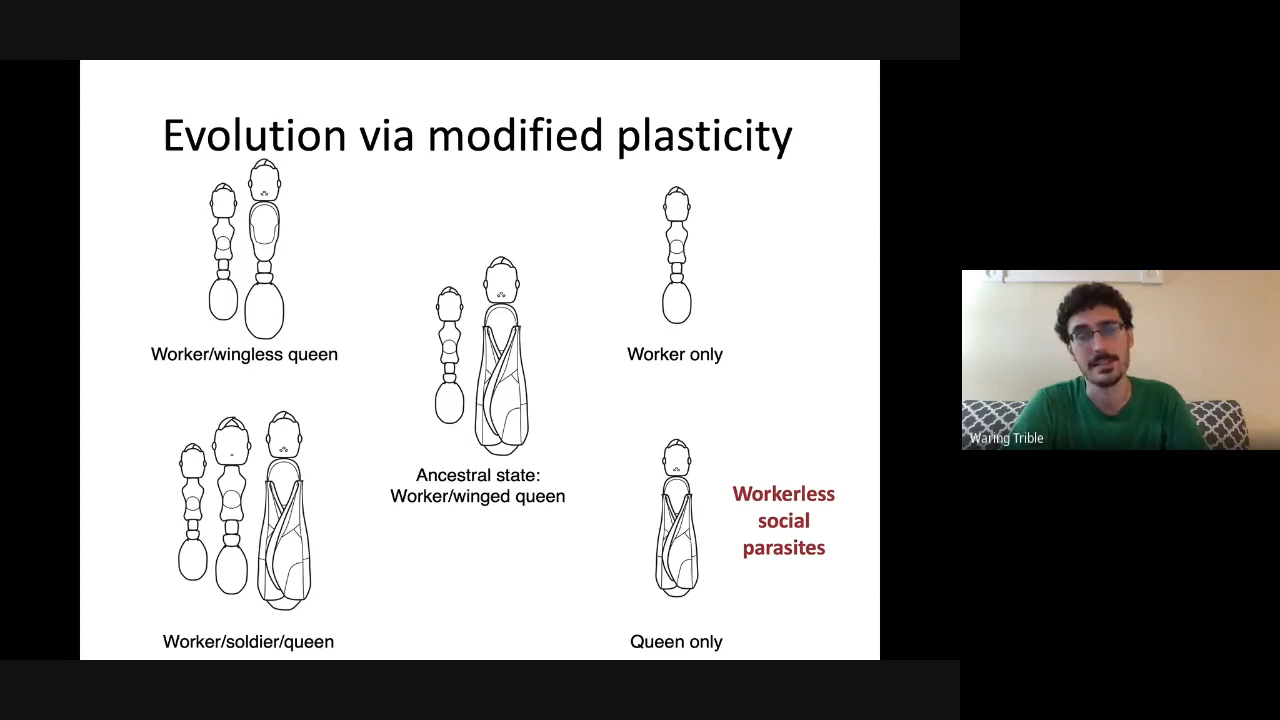 Evolution via modified plasticity
Worker/wingless queen
Worker only
Ancestral state:
Worker/winged queen
Workerless
social
parasites
Worker/soldier/queen
Queen only
Waring Trible